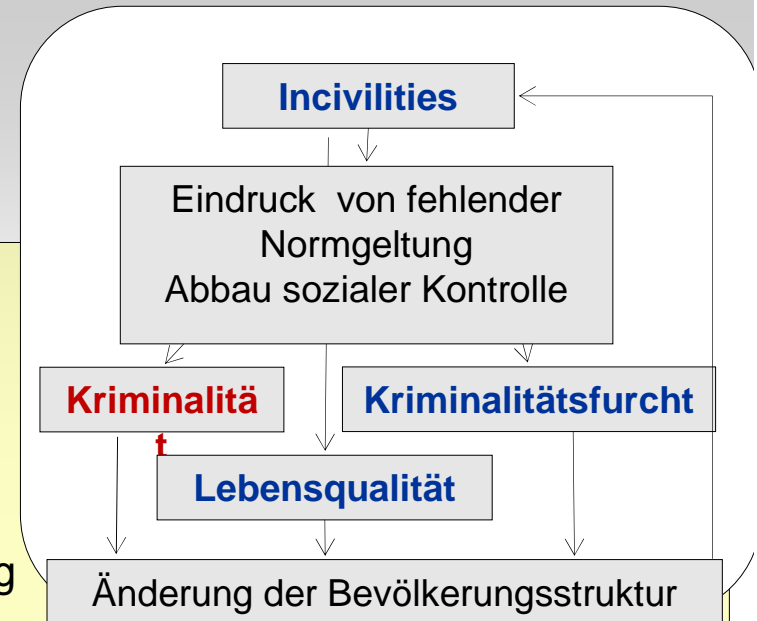 Incivilities
Eindruck von fehlender
Normgeltung
Abbau sozialer Kontrolle
Kriminalitä
t
Kriminalitätsfurcht
Lebensqualität
g
Änderung der Bevölkerungsstruktur